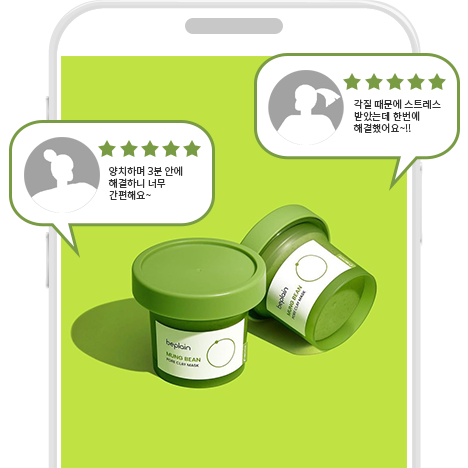 각질 때문에 스트레스
받았는데 한번에
해결했어요~!!
양치하며 3분 안에
해결하니 너무
간편해요~
beplain
MUNG BEAN
PORE CLAY MASK
beplain
MUNG BEAN
PORE CLAY MASK